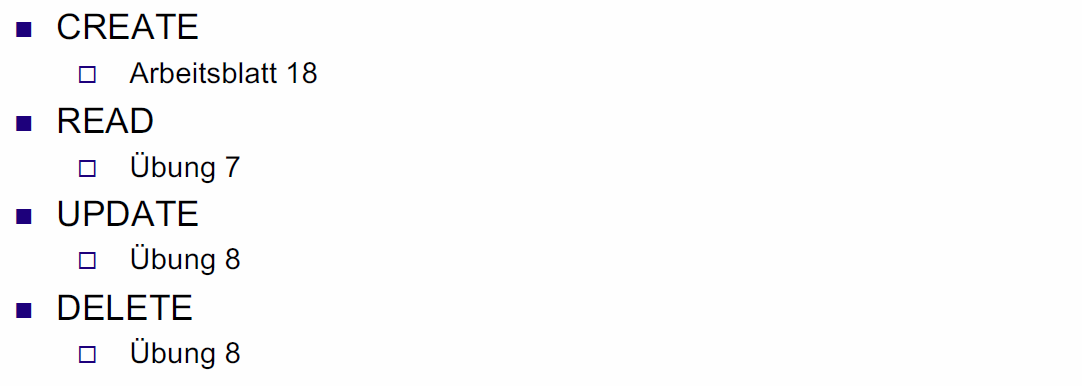 CREATE
Arbeitsblatt 18
READ
Übung 7
UPDATE
Übung 8
DELETE
Übung 8